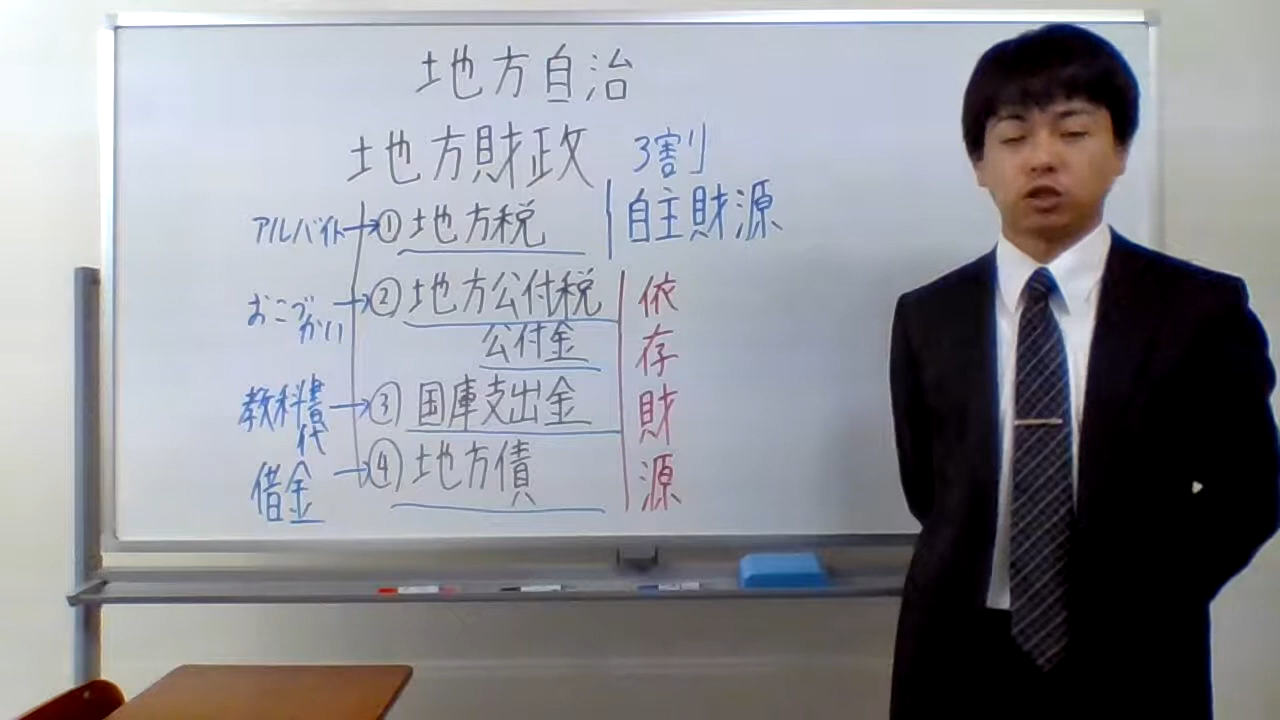 地方自治
地方財政 3割
アルバイト→①地方税 自主財源
おこづかい→②地方公付税
公付金
教科書代→③国庫支出金
借金→④地方債
依存財源